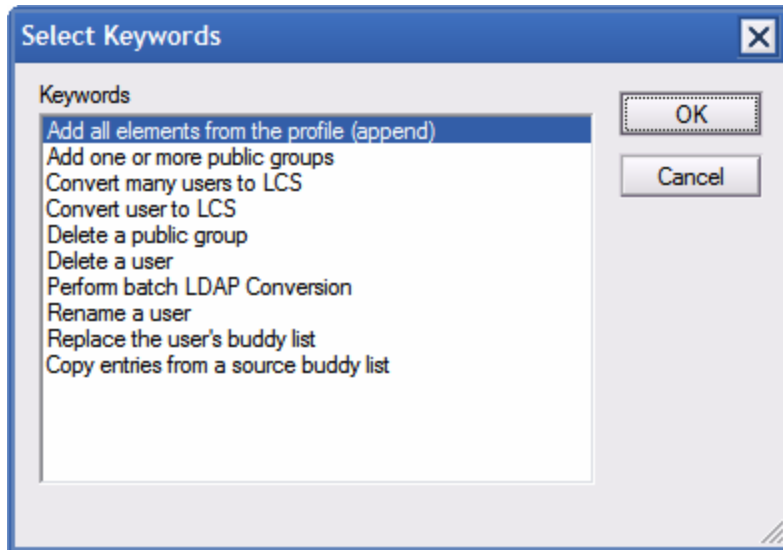 Select Keywords
Keywords
Add all elements from the profile (append)
Add one or more public groups
Convert many users to LCS
Convert user to LCS
Delete a public group
Delete a user
Perform batch LDAP Conversion
Rename a user
Replace the user's buddy list
Copy entries from a source buddy list
OK
Cancel